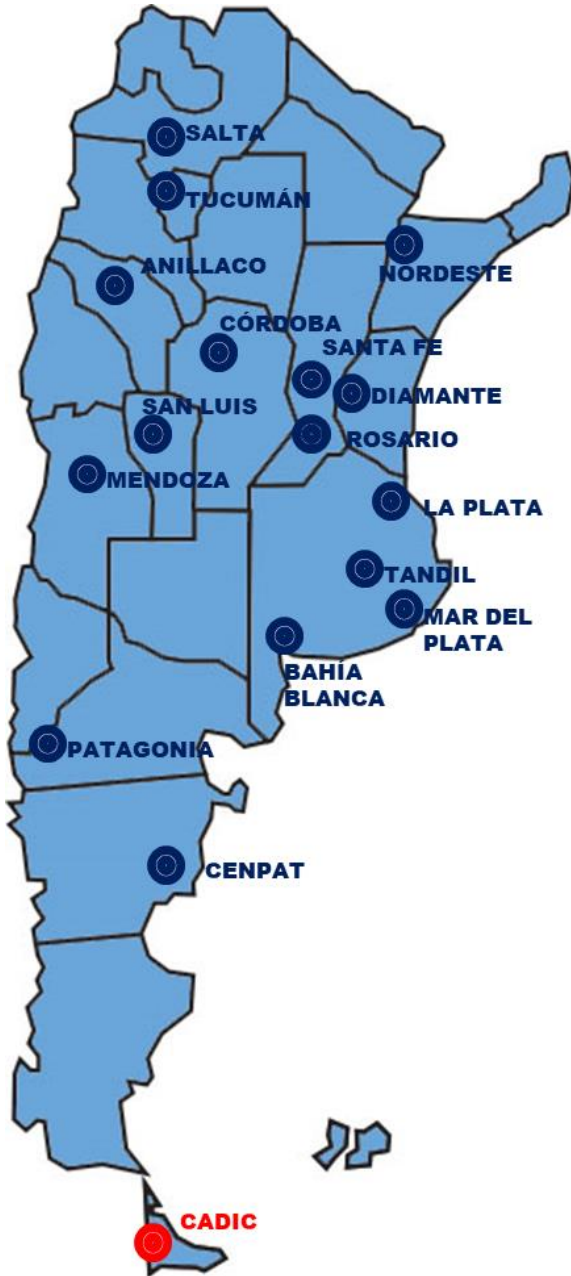 SALTA
TUCUMÁN
NORDESTE
ANILLACO
CÓRDOBA
SANTA FE
DIAMANTE
SAN LUIS
ROSARIO
MENDOZA
LA PLATA
TANDIL
MAR DEL
PLATA
BAHÍA
BLANCA
PATAGONIA
CENPAT
CADIC